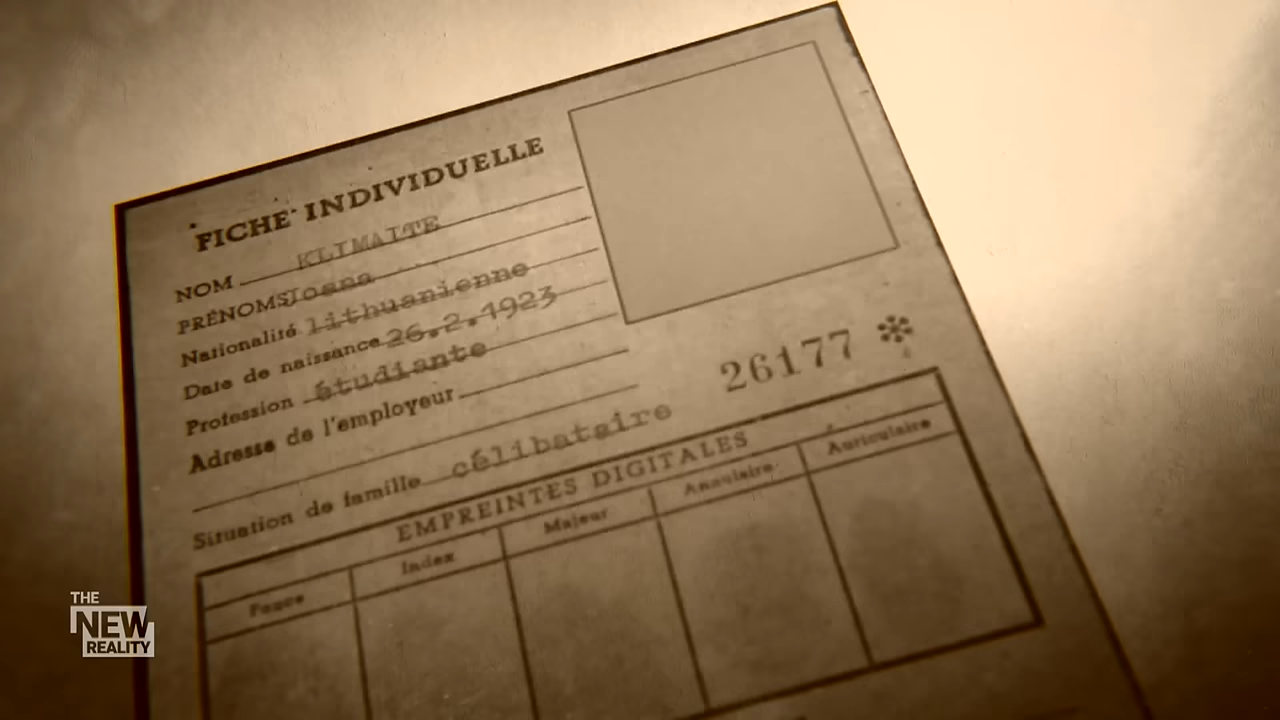 FICHE INDIVIDUELLE
NOM KLIMAITE
PRÉNOMS Joana
Nationalité lithuanienne
Date de naissance 26.2.1923
Profession étudiante
Adresse de l'employeur
26177
Situation de famille célibataire
EMPREINTES DIGITALES
Pouce Index Majeur Annulaire Auriculaire
THE
NEW
REALITY